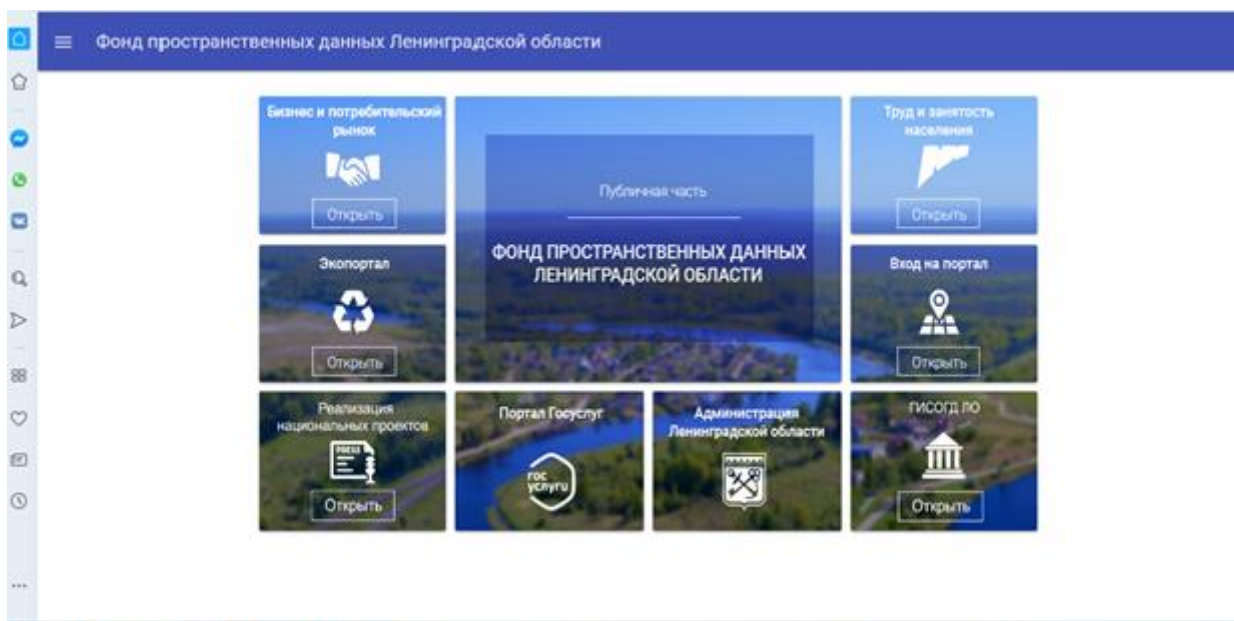 Фонд пространственных данных Ленинградской области
Бизнес и потребительский
рынок
Открыть
Публичная часть
ФОНД ПРОСТРАНСТВЕННЫХ ДАННЫХ
ЛЕНИНГРАДСКОЙ ОБЛАСТИ
Труд и занятость
населения
Открыть
Экопортал
Открыть
Вход на портал
Открыть
Реализация
национальных проектов
PRESS
Открыть
Портал Госуслуг
гос
услуги
Администрация
Ленинградской области
ГИСОГД ЛО
Открыть